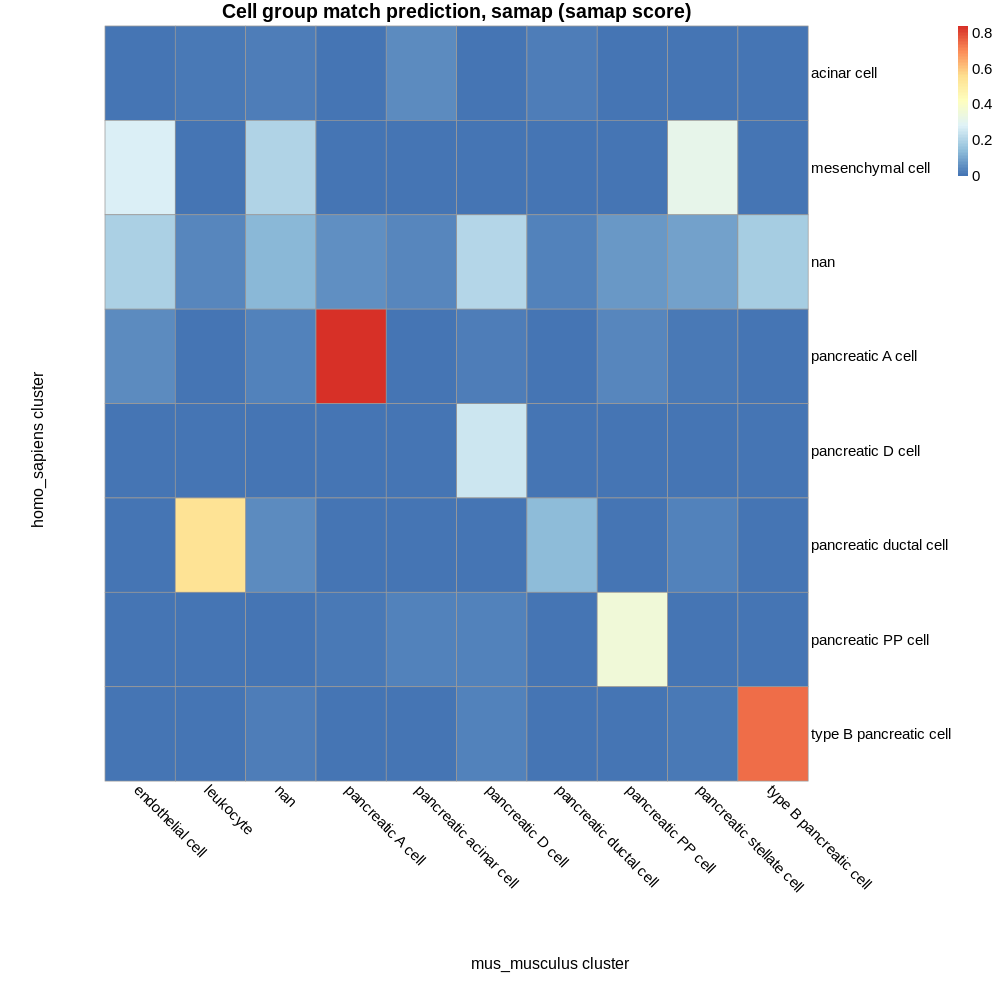 Cell group match prediction, samap (samap score)
0.8
0.6
0.4
0.2
0
acinar cell
mesenchymal cell
nan
pancreatic A cell
pancreatic D cell
pancreatic ductal cell
pancreatic PP cell
type B pancreatic cell
homo_sapiens cluster
endothelial cell
leukocyte
nan
pancreatic A cell
pancreatic acinar cell
pancreatic D cell
pancreatic ductal cell
pancreatic PP cell
pancreatic stellate cell
type B pancreatic cell
mus_musculus cluster